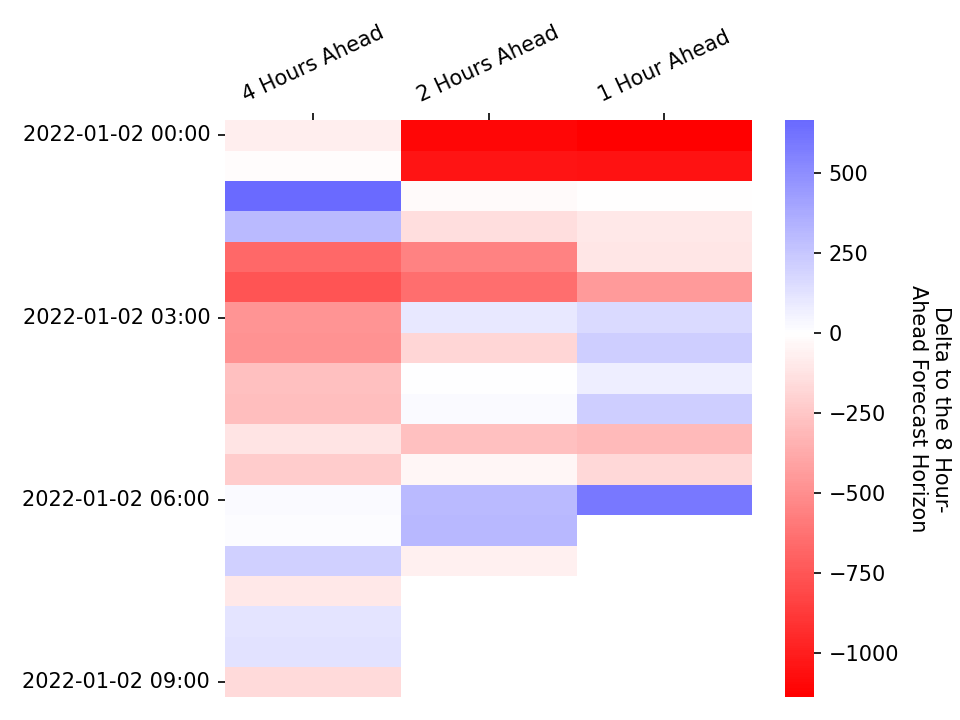 4 Hours Ahead
2 Hours Ahead
1 Hour Ahead
2022-01-02 00:00
2022-01-02 03:00
2022-01-02 06:00
2022-01-02 09:00
500
250
0
−250
−500
−750
−1000
Delta to the 8 Hour-
Ahead Forecast Horizon